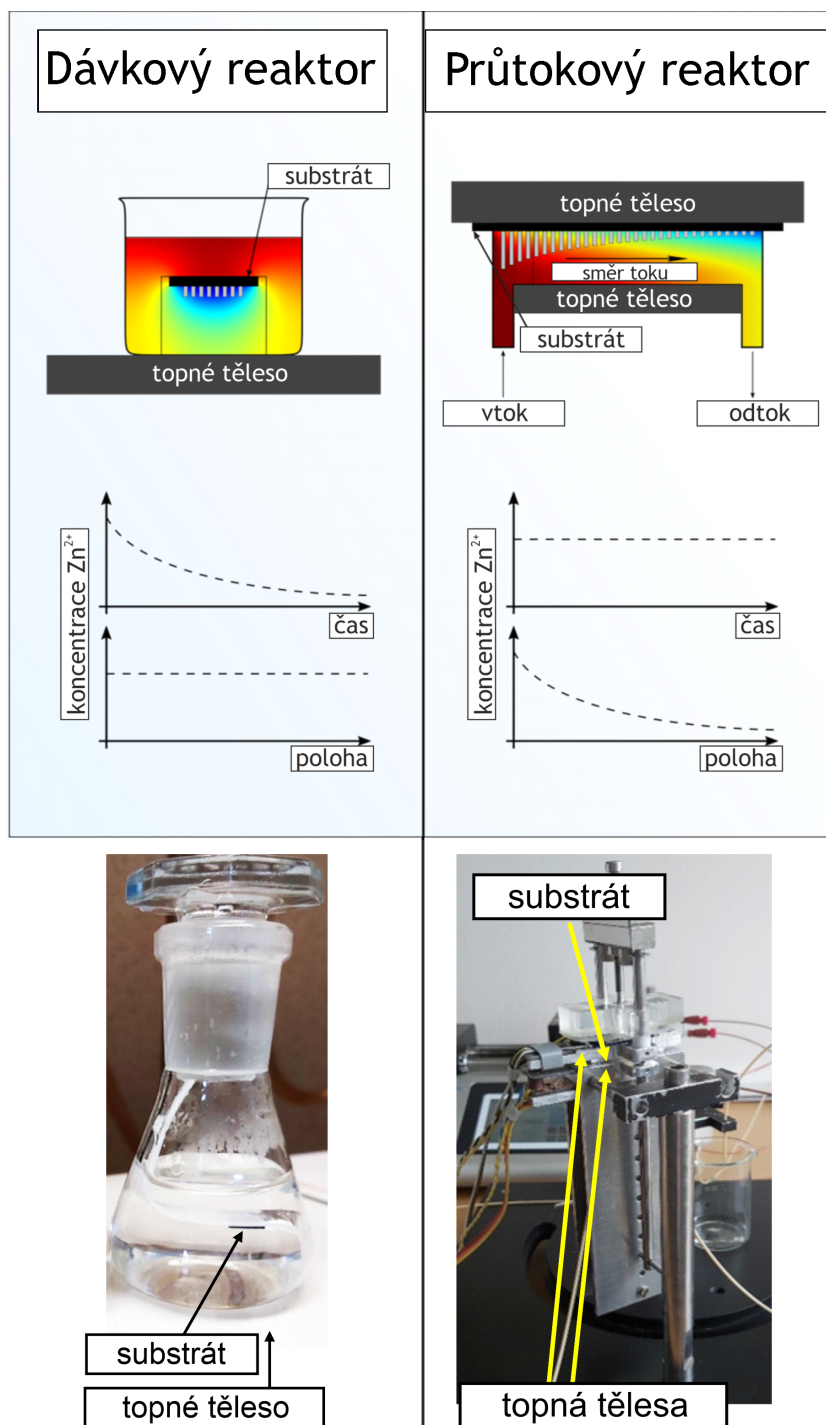 Dávkový reaktor
substrát
topné těleso
koncentrace Zn²⁺
čas
poloha
Průtokový reaktor
topné těleso
směr toku
topné těleso
substrát
vtok
odtok
koncentrace Zn²⁺
čas
poloha
substrát
topné těleso
substrát
topná tělesa